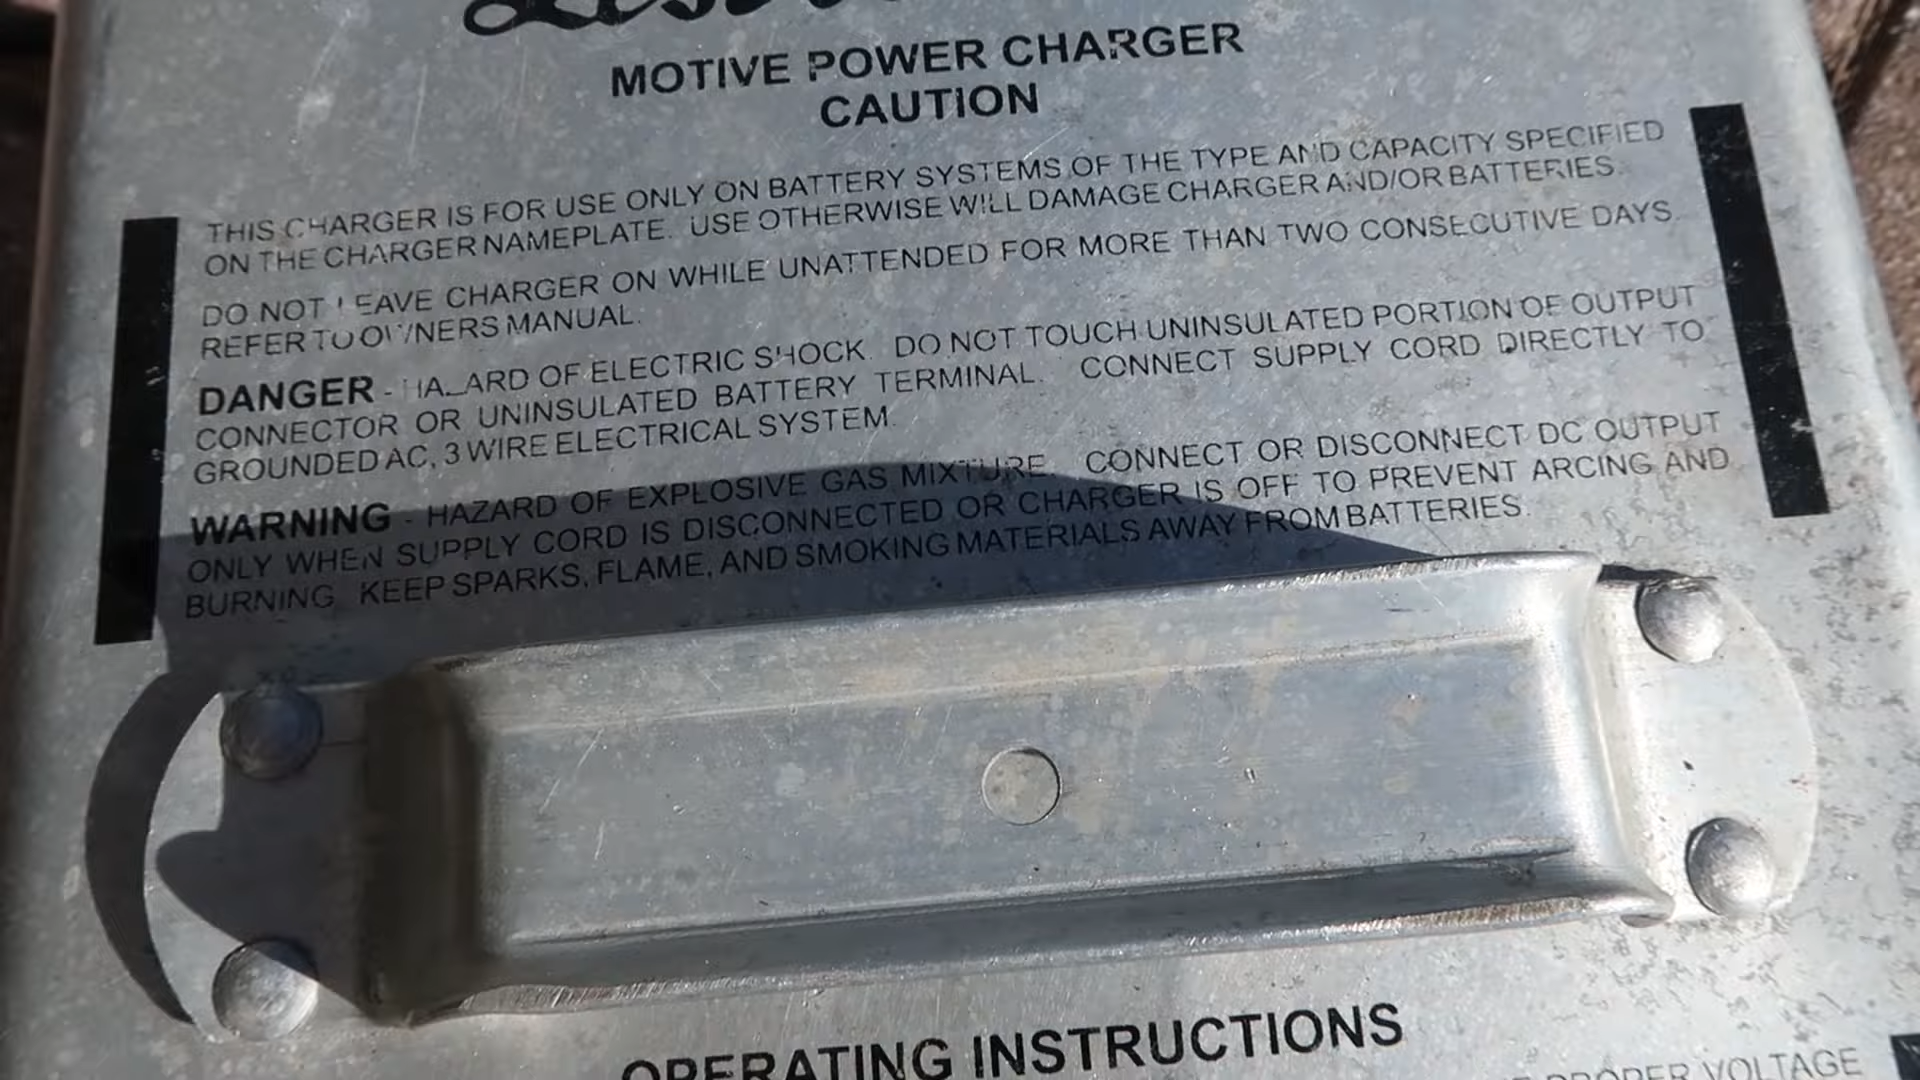 MOTIVE POWER CHARGER
CAUTION
THIS CHARGER IS FOR USE ONLY ON BATTERY SYSTEMS OF THE TYPE AND CAPACITY SPECIFIED
ON THE CHARGER NAMEPLATE. USE OTHERWISE WILL DAMAGE CHARGER AND/OR BATTERIES.
DO NOT LEAVE CHARGER ON WHILE UNATTENDED FOR MORE THAN TWO CONSECUTIVE DAYS.
REFER TO OWNERS MANUAL.
DANGER - HAZARD OF ELECTRIC SHOCK. DO NOT TOUCH UNINSULATED PORTION OF OUTPUT
CONNECTOR OR UNINSULATED BATTERY TERMINAL. CONNECT SUPPLY CORD DIRECTLY TO
GROUNDED AC, 3 WIRE ELECTRICAL SYSTEM.
WARNING - HAZARD OF EXPLOSIVE GAS MIXTURE. CONNECT OR DISCONNECT DC OUTPUT
ONLY WHEN SUPPLY CORD IS DISCONNECTED OR CHARGER IS OFF TO PREVENT ARCING AND
BURNING. KEEP SPARKS, FLAME, AND SMOKING MATERIALS AWAY FROM BATTERIES.
OPERATING INSTRUCTIONS
PROPER VOLTAGE